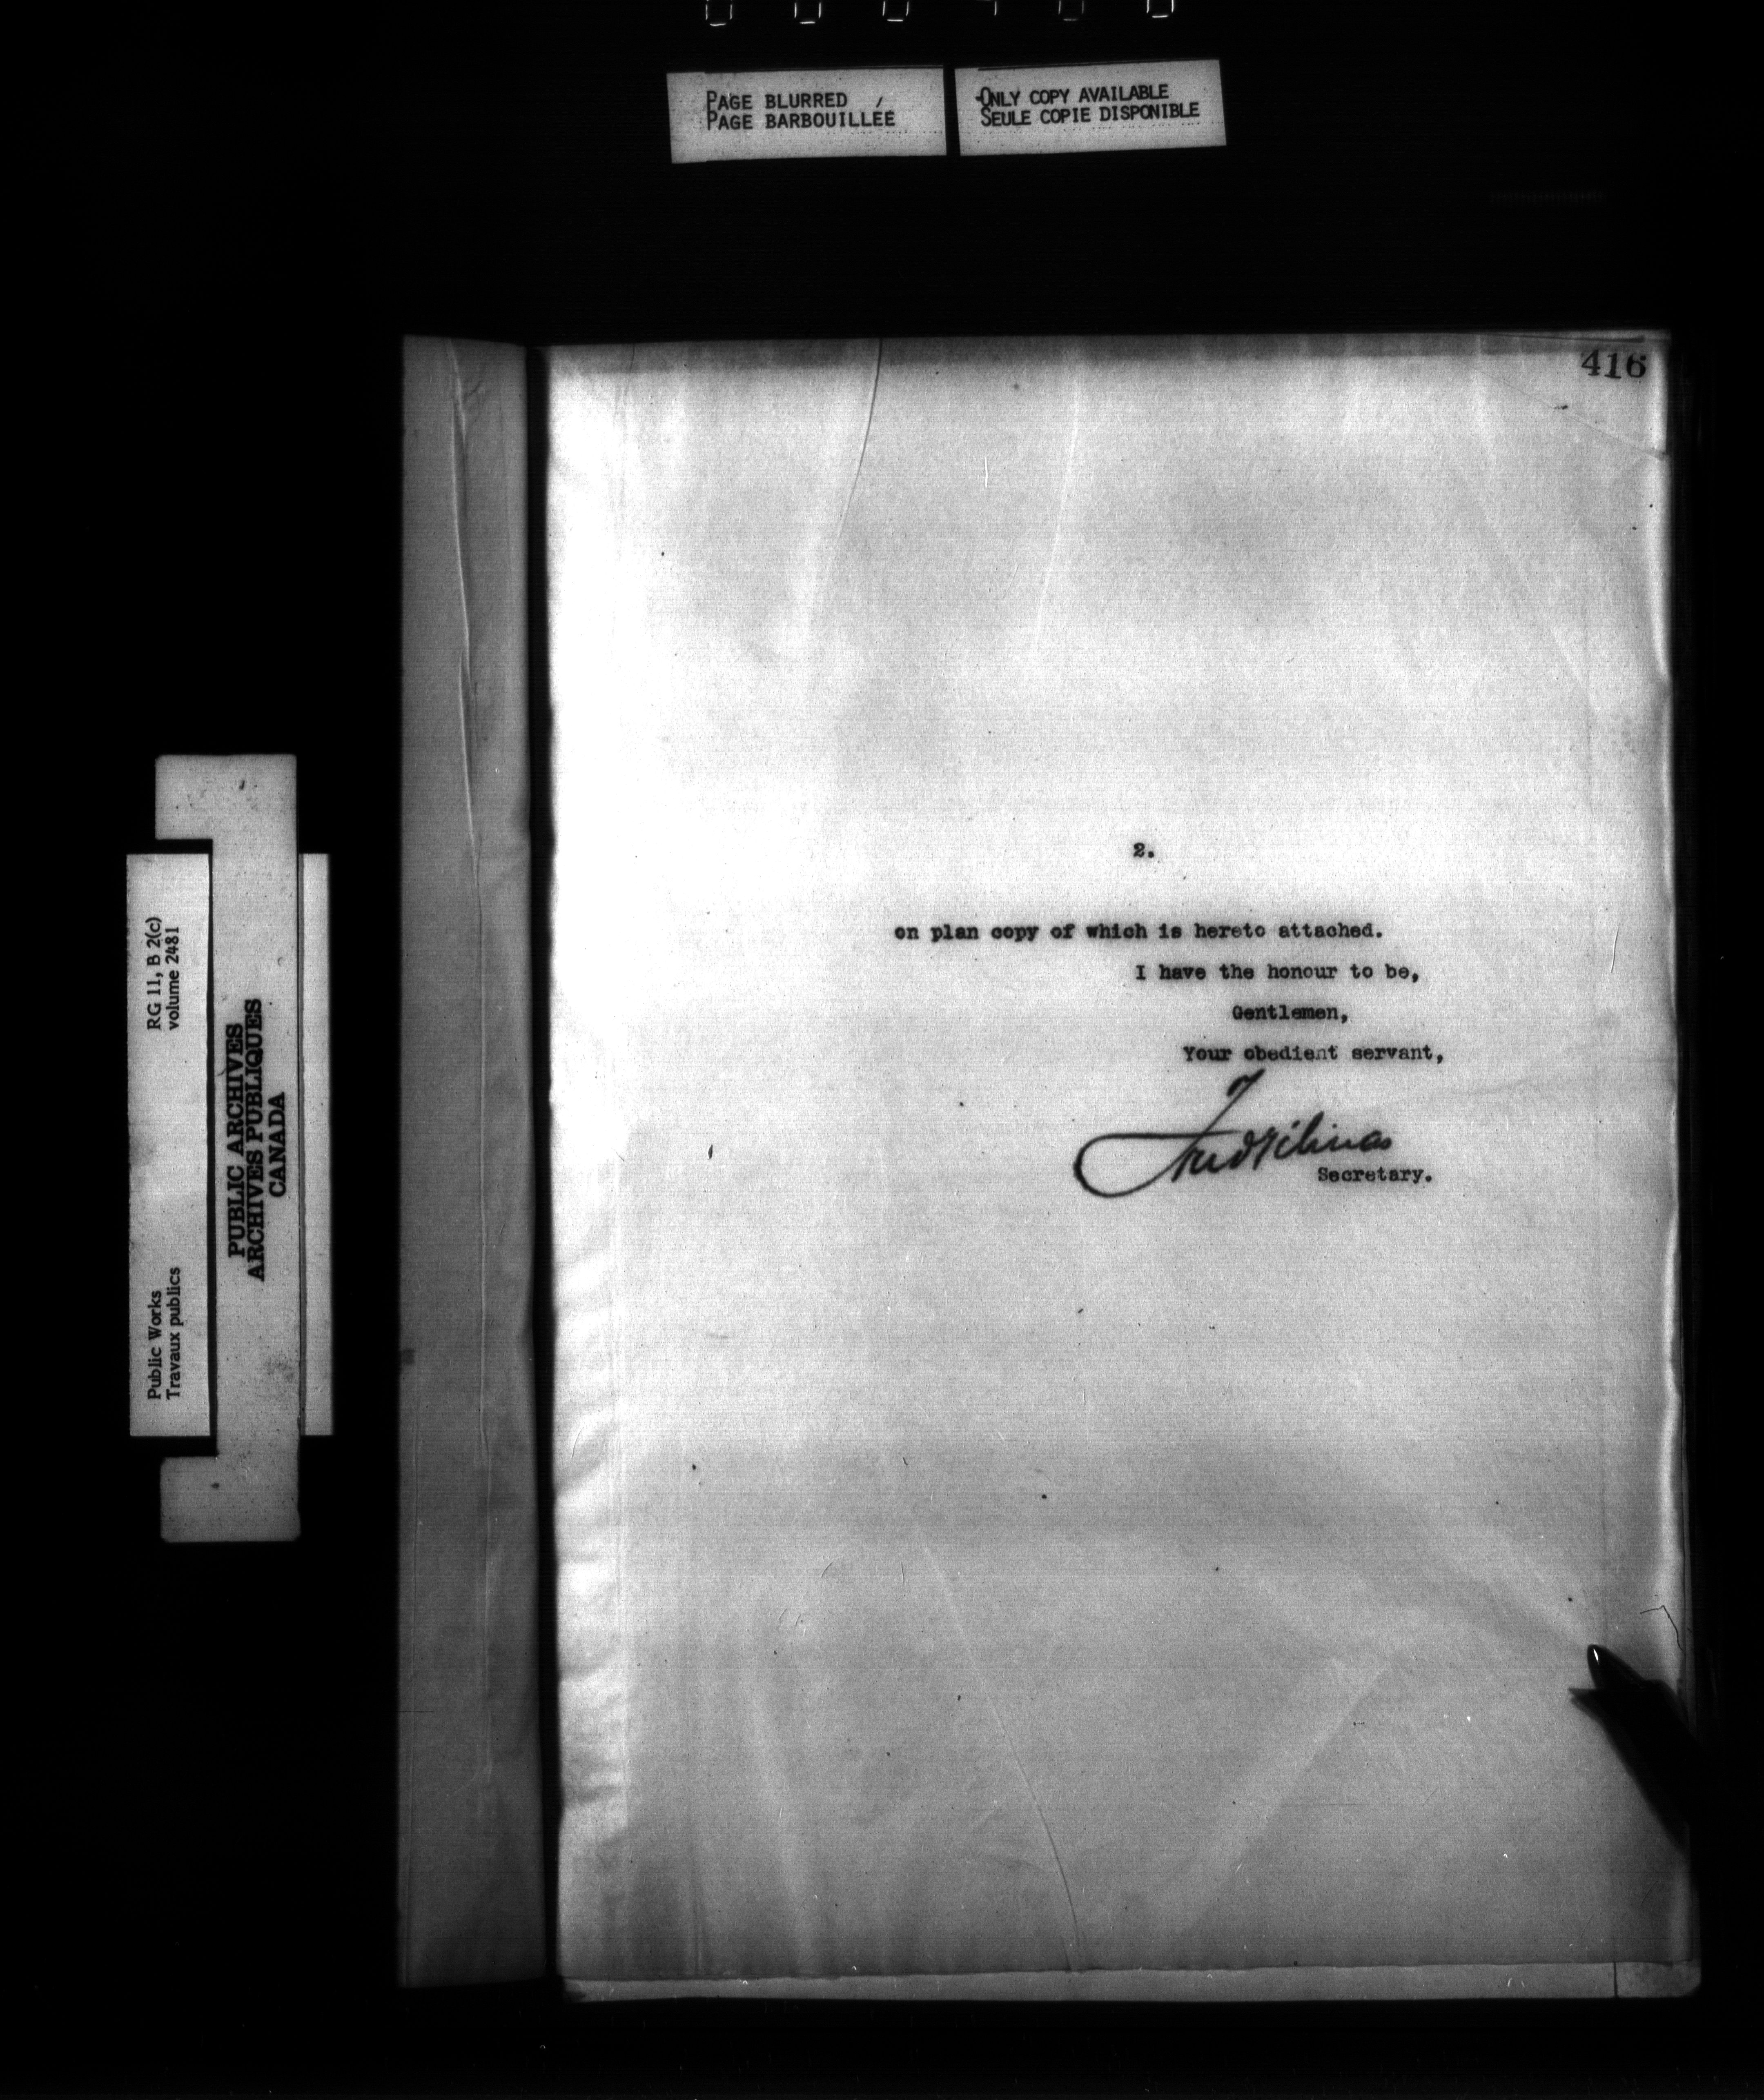 PAGE BLURRED
PAGE BARBOUILLÉE
ONLY COPY AVAILABLE
SEULE COPIE DISPONIBLE
416
2.
on plan copy of which is hereto attached.
I have the honour to be,
Gentlemen,
Your obedient servant,
Secretary.
RG 11, B 2(c)
volume 2481
Public Works
Travaux publics
PUBLIC ARCHIVES
ARCHIVES PUBLIQUES
CANADA